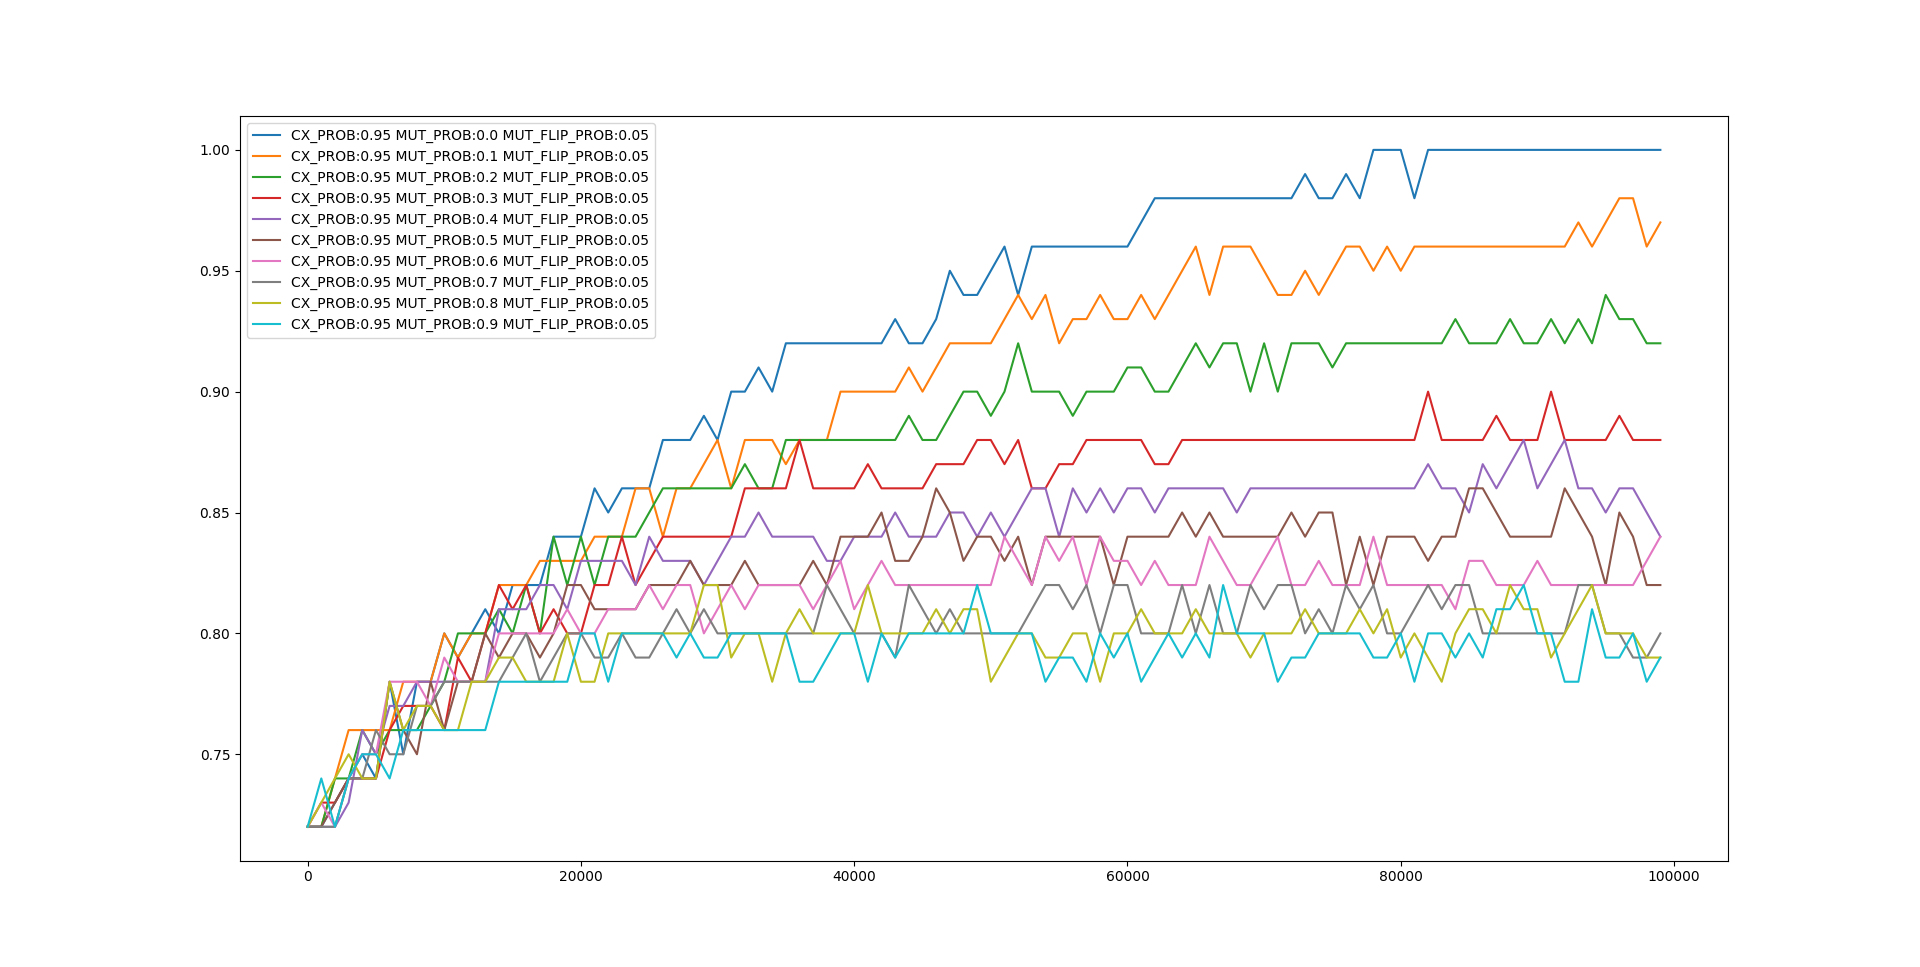 CX_PROB:0.95 MUT_PROB:0.0 MUT_FLIP_PROB:0.05
CX_PROB:0.95 MUT_PROB:0.1 MUT_FLIP_PROB:0.05
CX_PROB:0.95 MUT_PROB:0.2 MUT_FLIP_PROB:0.05
CX_PROB:0.95 MUT_PROB:0.3 MUT_FLIP_PROB:0.05
CX_PROB:0.95 MUT_PROB:0.4 MUT_FLIP_PROB:0.05
CX_PROB:0.95 MUT_PROB:0.5 MUT_FLIP_PROB:0.05
CX_PROB:0.95 MUT_PROB:0.6 MUT_FLIP_PROB:0.05
CX_PROB:0.95 MUT_PROB:0.7 MUT_FLIP_PROB:0.05
CX_PROB:0.95 MUT_PROB:0.8 MUT_FLIP_PROB:0.05
CX_PROB:0.95 MUT_PROB:0.9 MUT_FLIP_PROB:0.05
1.00
0.95
0.90
0.85
0.80
0.75
0 20000 40000 60000 80000 100000